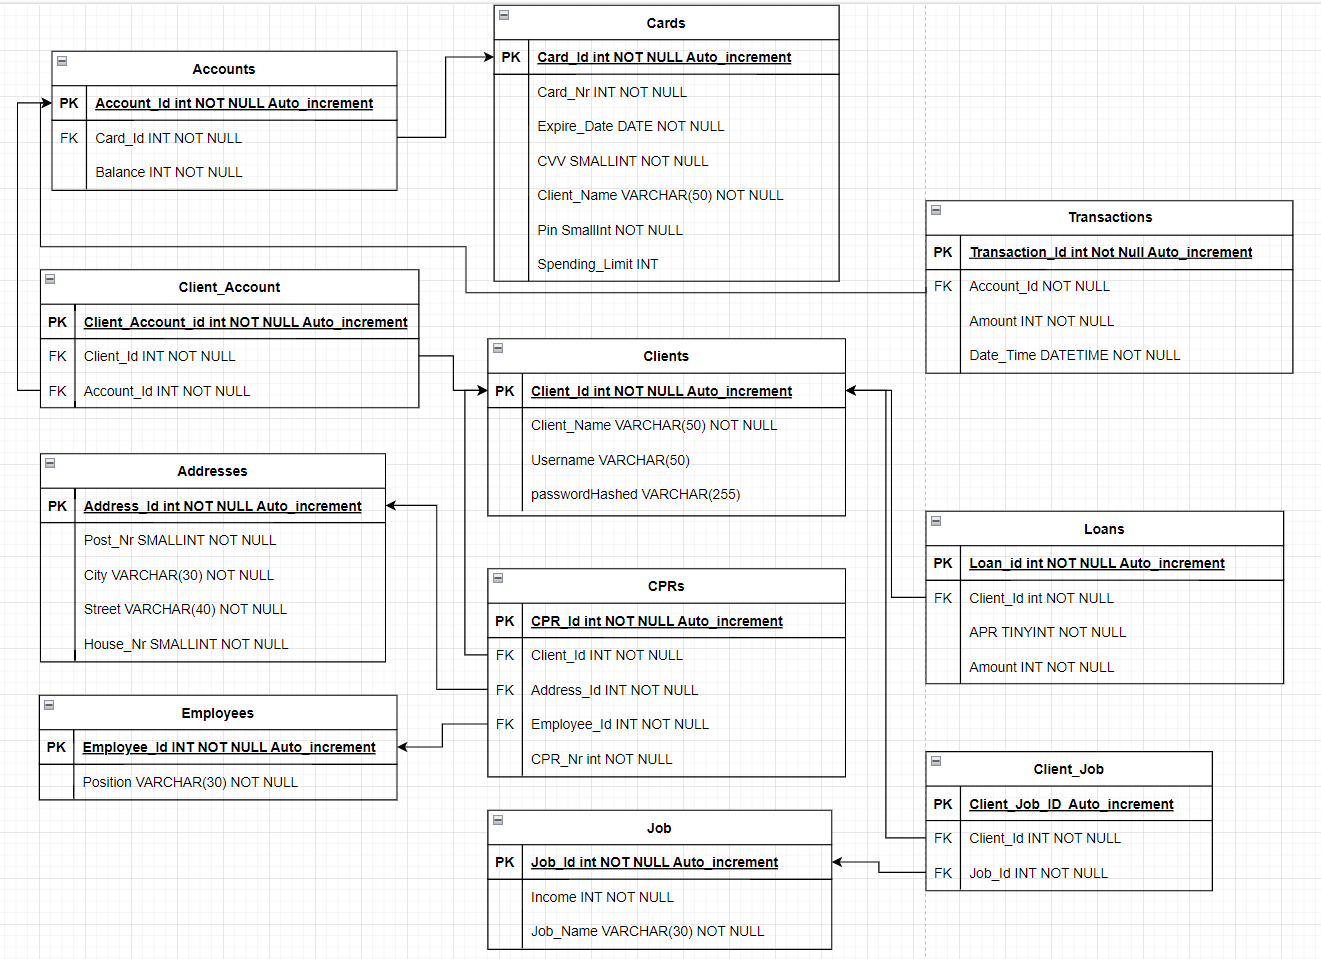 Cards
PK Card_Id int NOT NULL Auto_increment
Card_Nr INT NOT NULL
Expire_Date DATE NOT NULL
CVV SMALLINT NOT NULL
Client_Name VARCHAR(50) NOT NULL
Pin SmallInt NOT NULL
Spending_Limit INT
Accounts
PK Account_Id int NOT NULL Auto_increment
FK Card_Id INT NOT NULL
Balance INT NOT NULL
Transactions
PK Transaction_Id int Not Null Auto_increment
FK Account_Id NOT NULL
Amount INT NOT NULL
Date_Time DATETIME NOT NULL
Client_Account
PK Client_Account_id int NOT NULL Auto_increment
FK Client_Id INT NOT NULL
FK Account_Id INT NOT NULL
Clients
PK Client_Id int NOT NULL Auto_increment
Client_Name VARCHAR(50) NOT NULL
Username VARCHAR(50)
passwordHashed VARCHAR(255)
Addresses
PK Address_Id int NOT NULL Auto_increment
Post_Nr SMALLINT NOT NULL
City VARCHAR(30) NOT NULL
Street VARCHAR(40) NOT NULL
House_Nr SMALLINT NOT NULL
Loans
PK Loan_id int NOT NULL Auto_increment
FK Client_Id int NOT NULL
APR TINYINT NOT NULL
Amount INT NOT NULL
CPRs
PK CPR_Id int NOT NULL Auto_increment
FK Client_Id INT NOT NULL
FK Address_Id INT NOT NULL
FK Employee_Id INT NOT NULL
CPR_Nr int NOT NULL
Employees
PK Employee_Id INT NOT NULL Auto_increment
Position VARCHAR(30) NOT NULL
Client_Job
PK Client_Job_ID Auto_increment
FK Client_Id INT NOT NULL
FK Job_Id INT NOT NULL
Job
PK Job_Id int NOT NULL Auto_increment
Income INT NOT NULL
Job_Name VARCHAR(30) NOT NULL